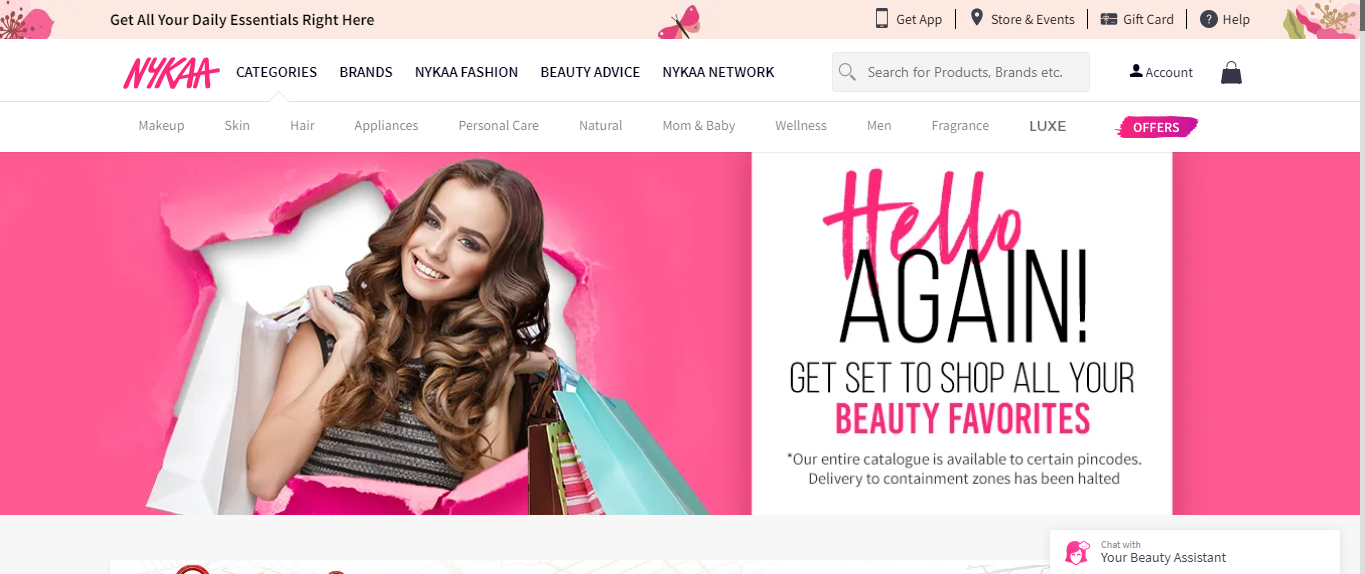 Get All Your Daily Essentials Right Here
Get App
Store & Events
Gift Card
? Help
NYKAA
CATEGORIES
BRANDS
NYKAA FASHION
BEAUTY ADVICE
NYKAA NETWORK
Search for Products, Brands etc.
Account
Makeup
Skin
Hair
Appliances
Personal Care
Natural
Mom & Baby
Wellness
Men
Fragrance
LUXE
OFFERS
Hello
AGAIN!
GET SET TO SHOP ALL YOUR
BEAUTY FAVORITES
*Our entire catalogue is available to certain pincodes.
Delivery to containment zones has been halted
Chat with
Your Beauty Assistant